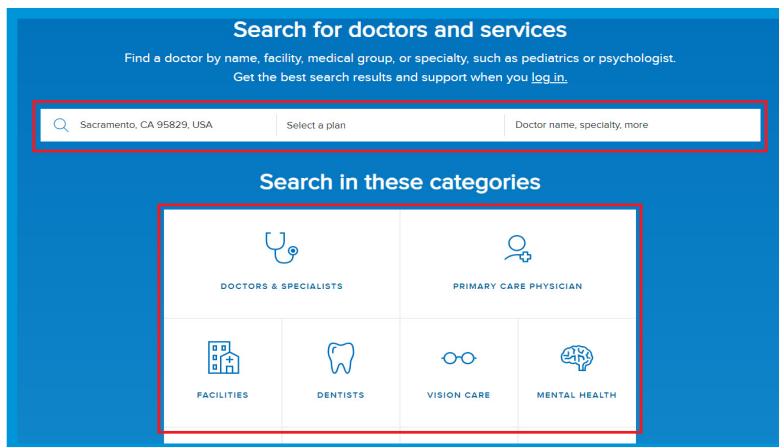 Search for doctors and services
Find a doctor by name, facility, medical group, or specialty, such as pediatrics or psychologist.
Get the best search results and support when you log in.
Sacramento, CA 95829, USA
Select a plan
Doctor name, specialty, more
Search in these categories
DOCTORS & SPECIALISTS
PRIMARY CARE PHYSICIAN
FACILITIES
DENTISTS
VISION CARE
MENTAL HEALTH